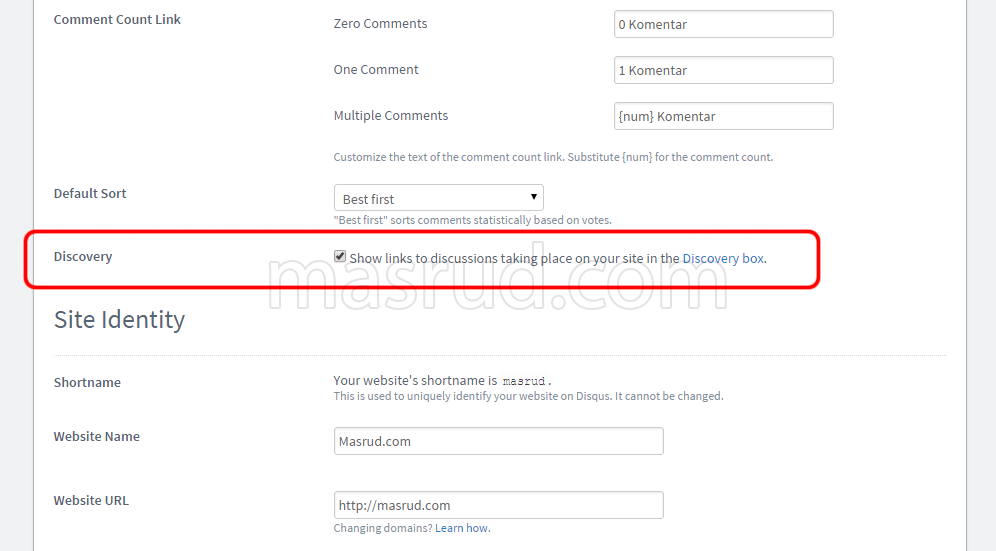 Comment Count Link
Zero Comments
0 Komentar
One Comment
1 Komentar
Multiple Comments
{num} Komentar
Customize the text of the comment count link. Substitute {num} for the comment count.
Default Sort
Best first
"Best first" sorts comments statistically based on votes.
Discovery
Show links to discussions taking place on your site in the Discovery box.
masrud.com
Site Identity
Shortname
Your website's shortname is masrud.
This is used to uniquely identify your website on Disqus. It cannot be changed.
Website Name
Masrud.com
Website URL
http://masrud.com
Changing domains? Learn how.